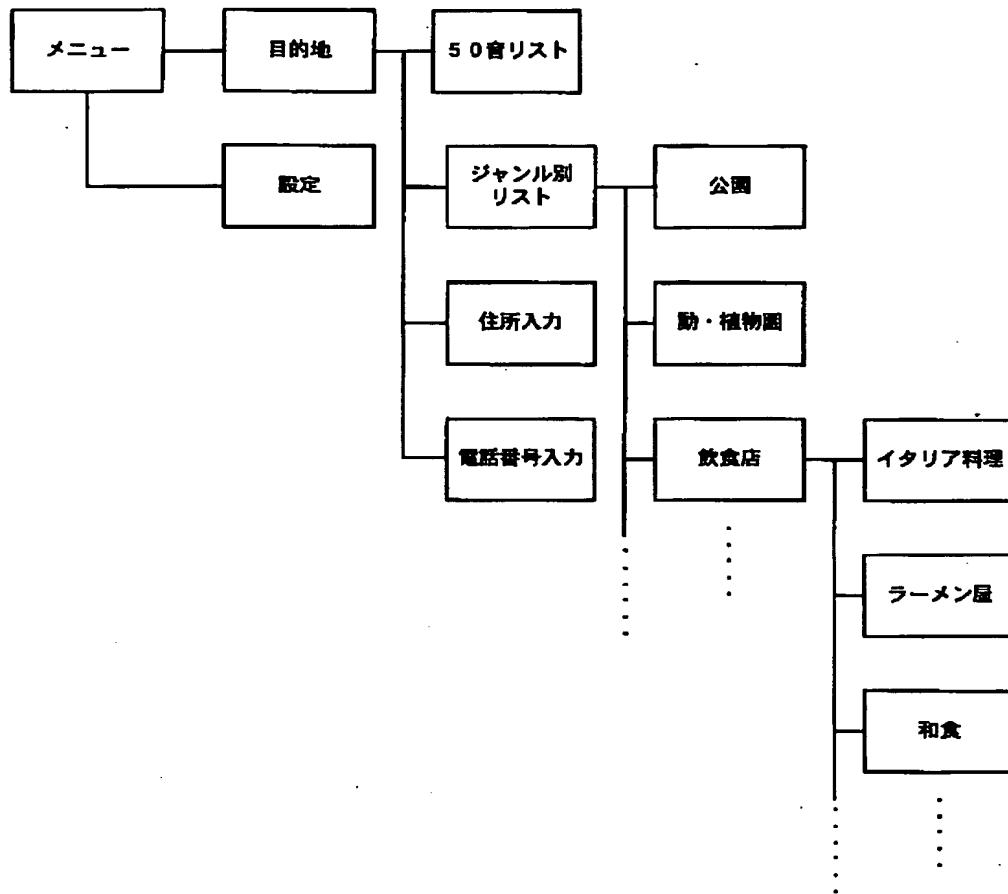 メニュー
目的地
50音リスト
設定
ジャンル別
リスト
公園
住所入力
動・植物園
電話番号入力
飲食店
イタリア料理
ラーメン屋
和食